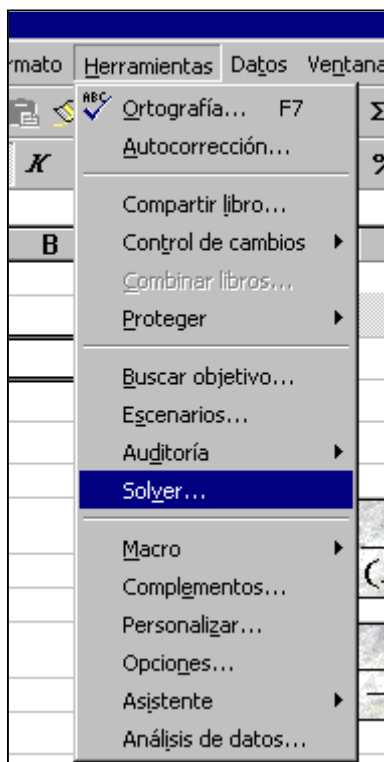 rmato Herramientas Datos Ventana
ABC Ortografía... F7 Σ
K Autocorrección... %
Compartir libro...
B Control de cambios
Combinar libros...
Proteger
Buscar objetivo...
Escenarios...
Auditoría
Solver...
Macro
Complementos...
Personalizar...
Opciones...
Asistente
Análisis de datos...